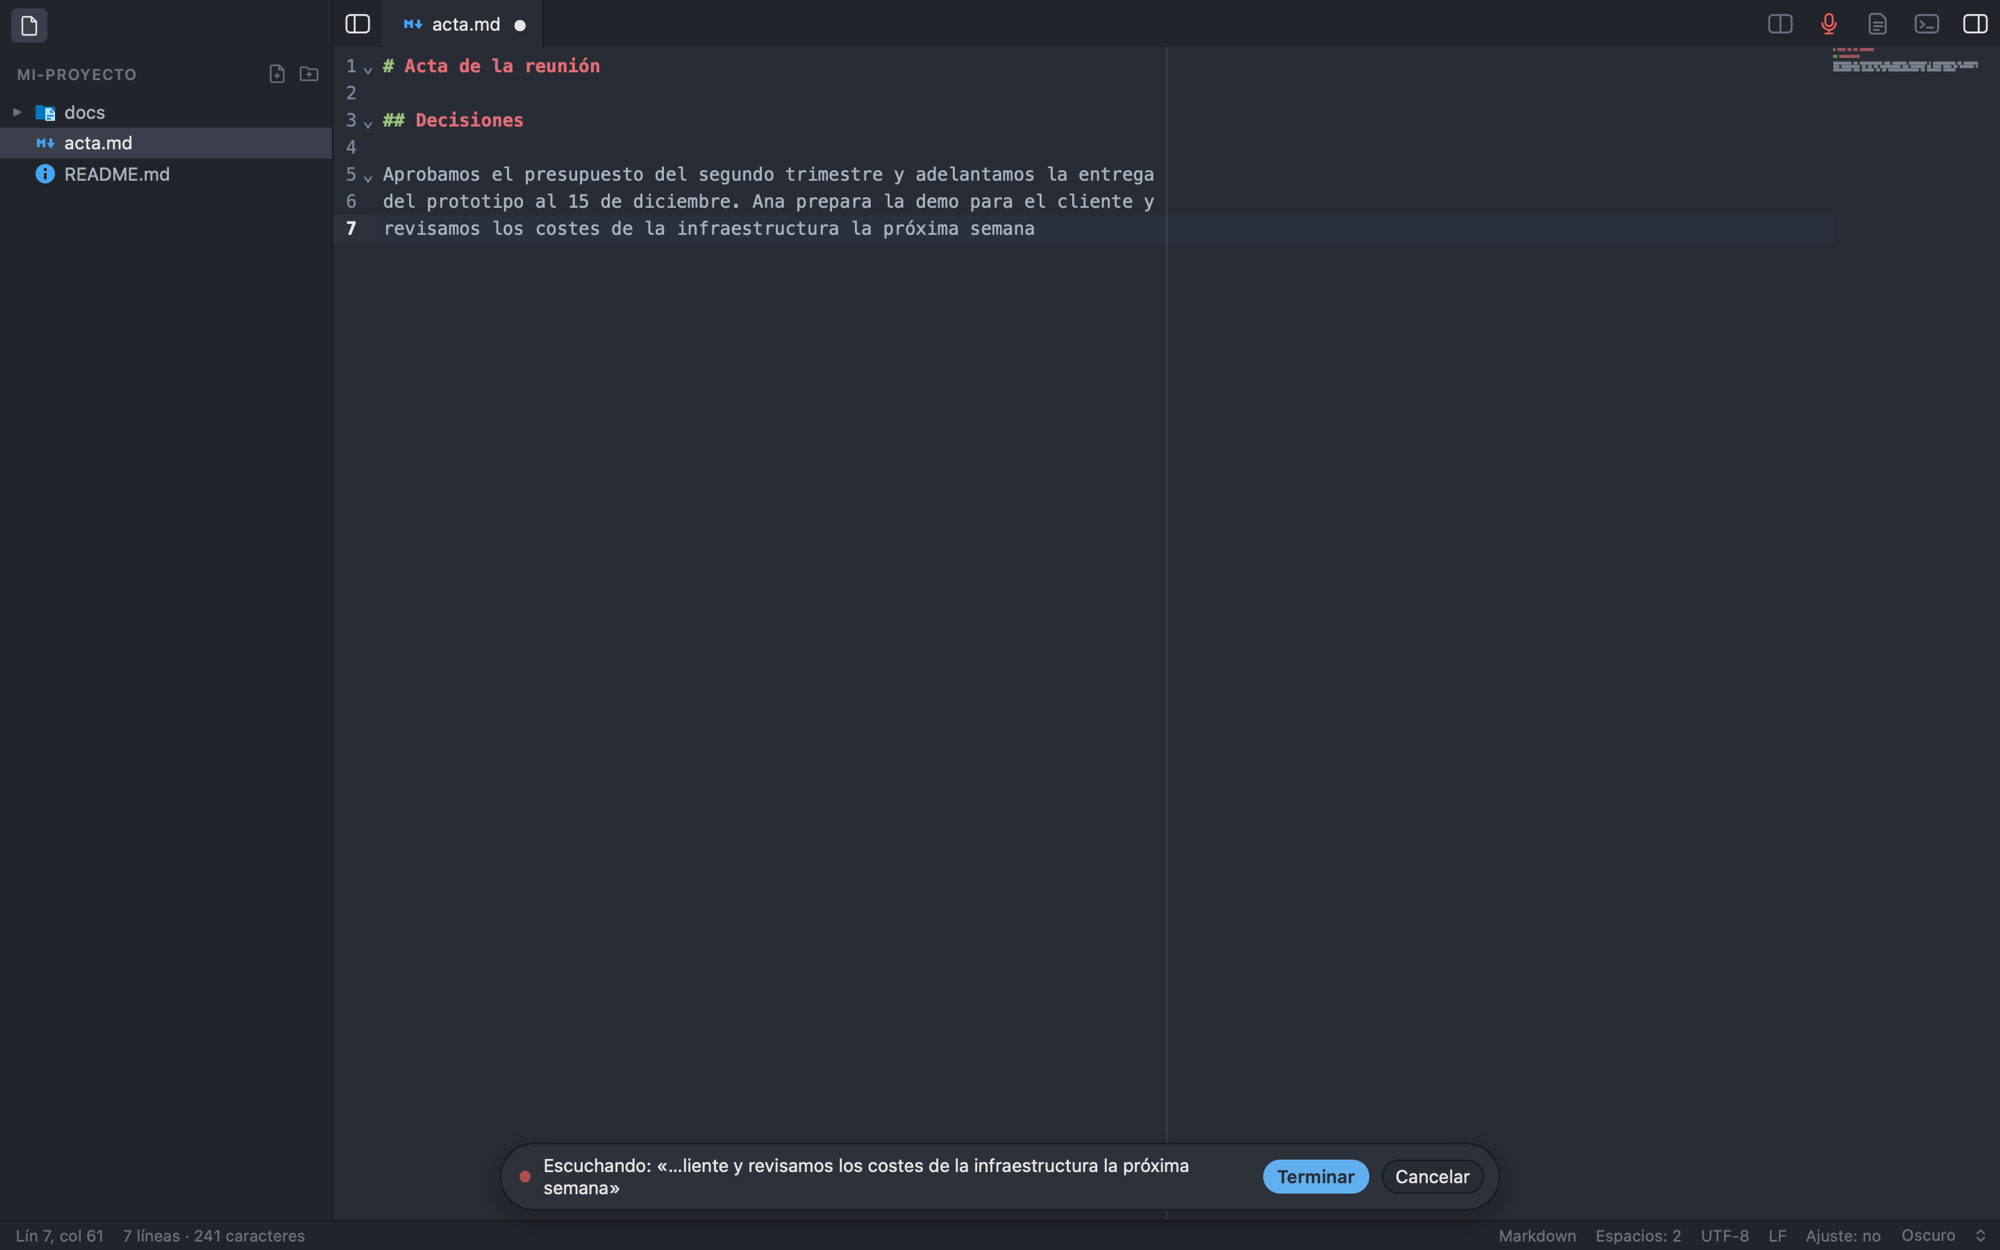 acta.md
MI-PROYECTO
docs
acta.md
README.md
1 # Acta de la reunión
2
3 ## Decisiones
4
5 Aprobamos el presupuesto del segundo trimestre y adelantamos la entrega
6 del prototipo al 15 de diciembre. Ana prepara la demo para el cliente y
7 revisamos los costes de la infraestructura la próxima semana
Escuchando: «…liente y revisamos los costes de la infraestructura la próxima
semana»
Terminar
Cancelar
Lín 7, col 61 7 líneas · 241 caracteres
Markdown Espacios: 2 UTF-8 LF Ajuste: no Oscuro